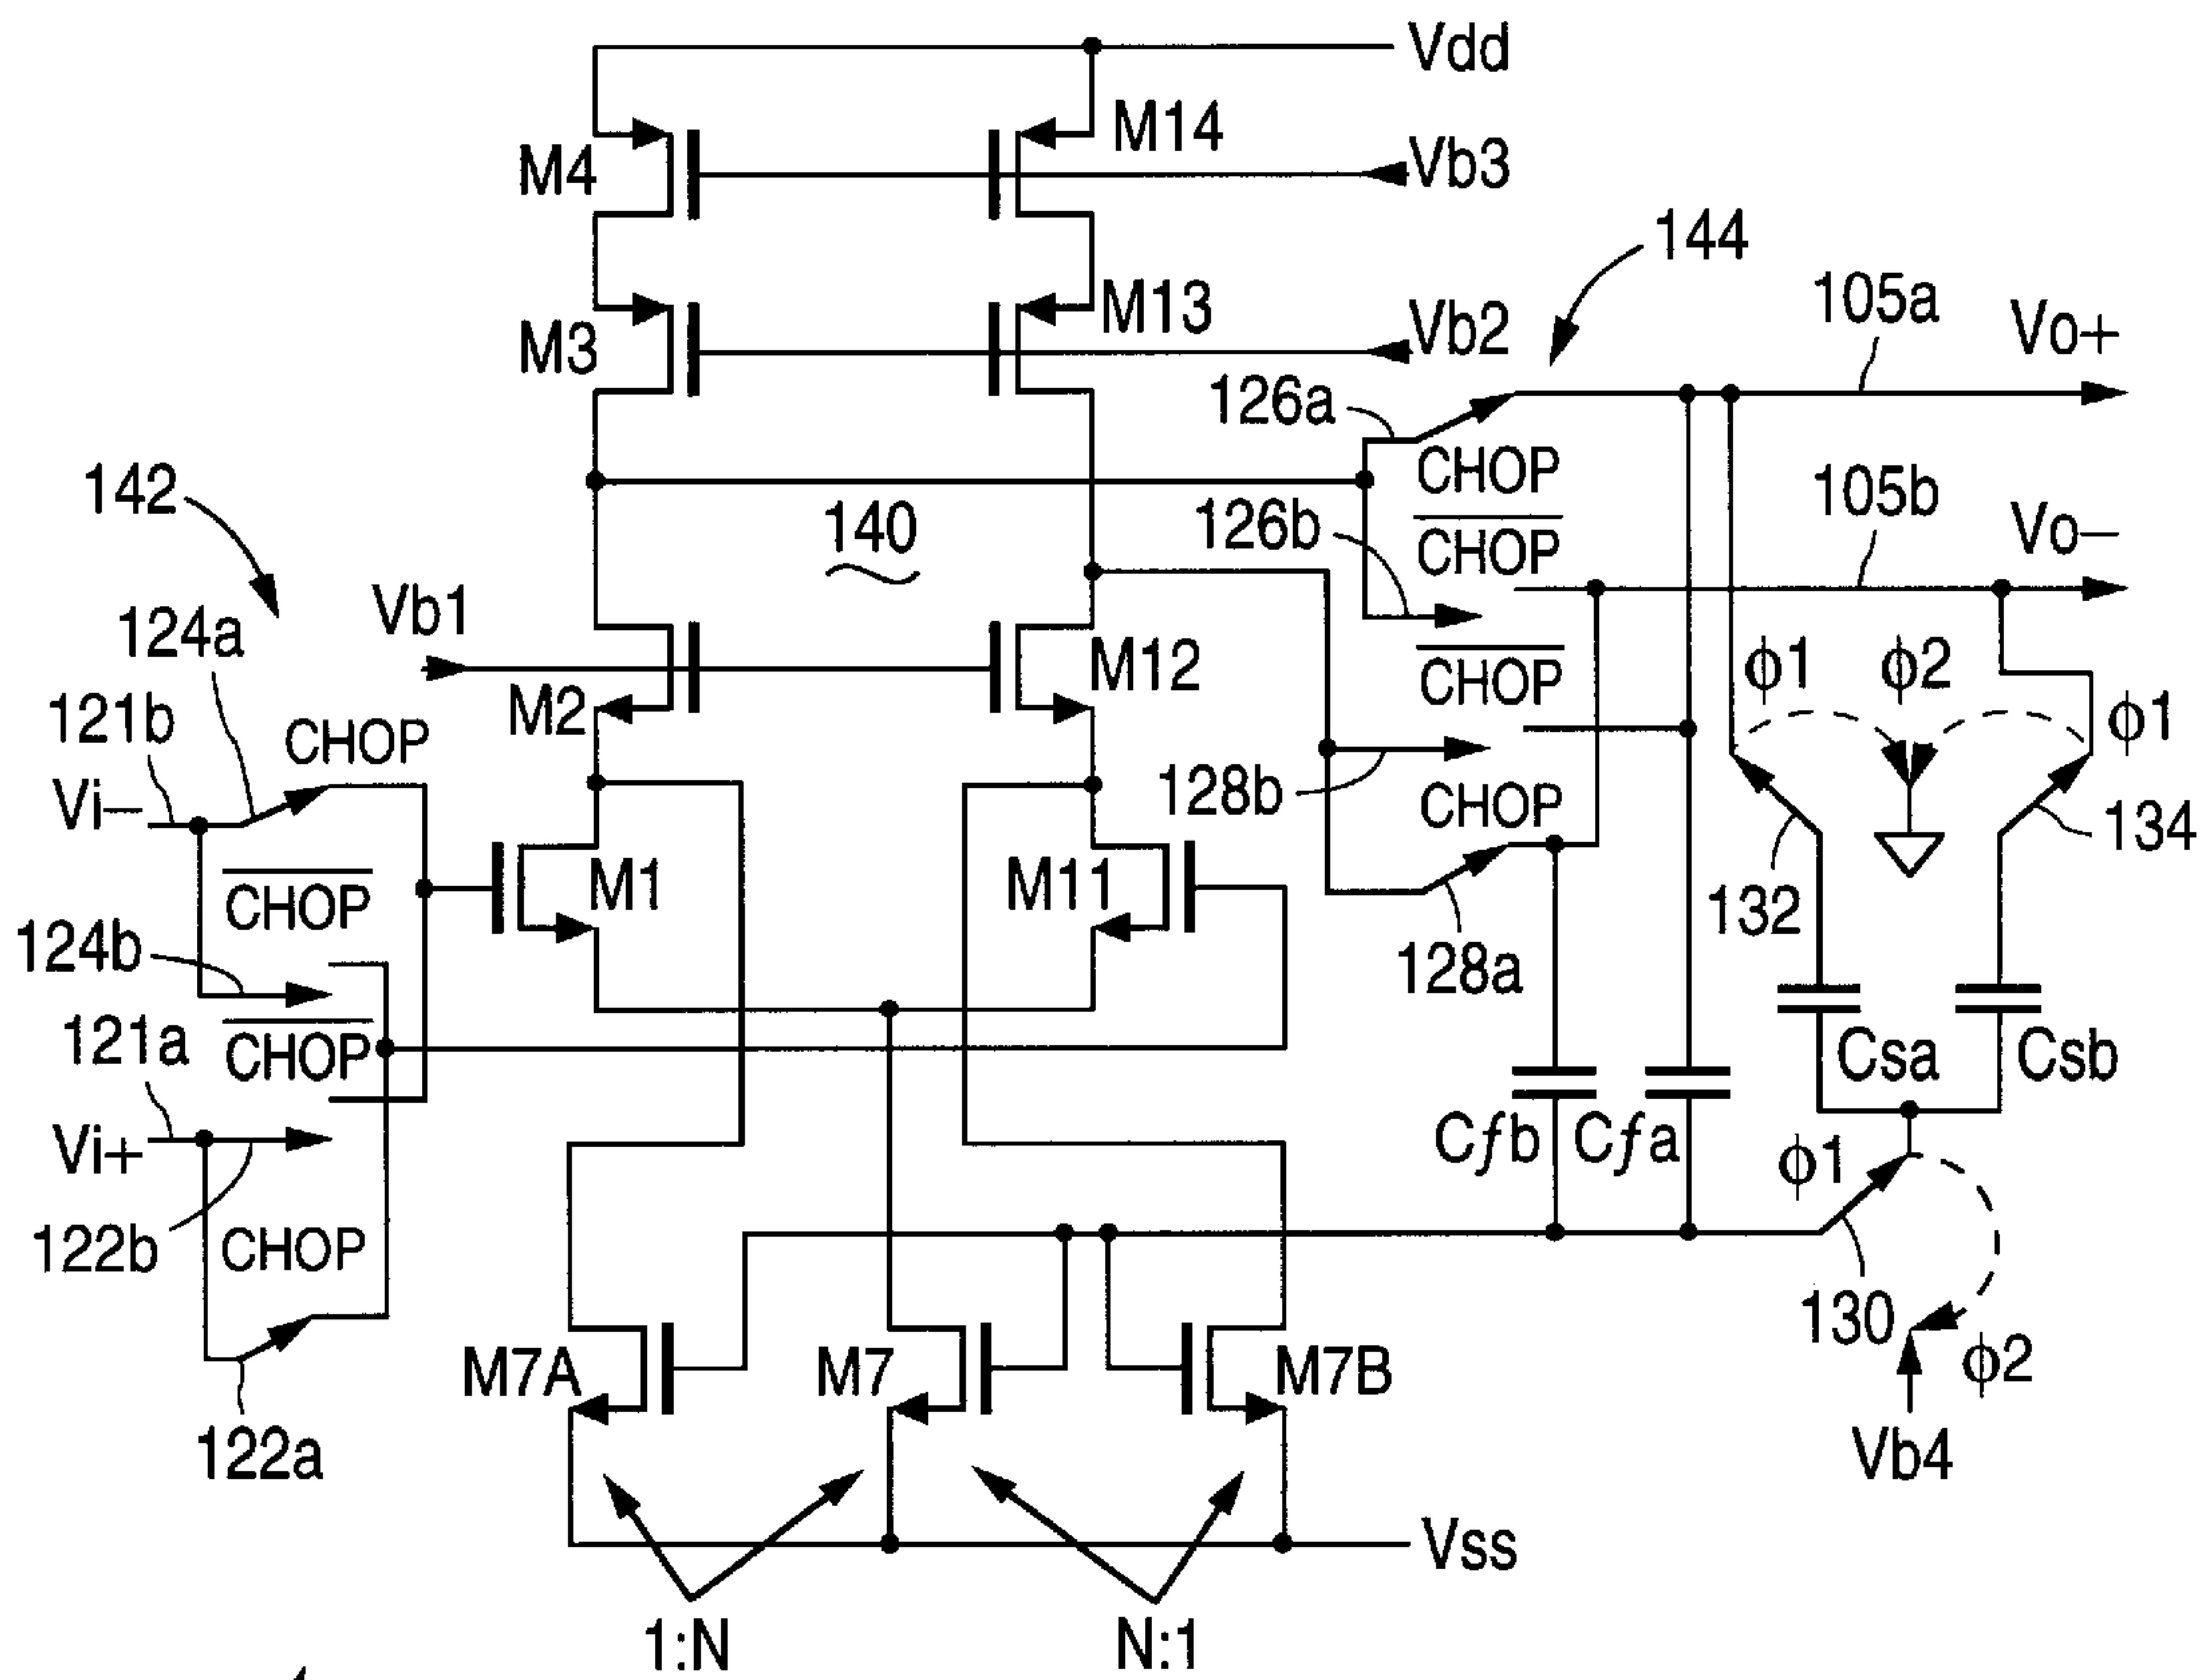 Vdd
M14
M4
Vb3
144
M13
105a
Vo+
M3
Vb2
126a
CHOP
142
105b
140
126b
CHOP
Vo−
Vb1
124a
CHOP
ϕ1
ϕ2
M12
M2
121b
CHOP
ϕ1
128b
Vi−
CHOP
134
CHOP
M1
M11
132
124b
128a
121a
CHOP
Csa
Csb
Vi+
Cfb
Cfa
ϕ1
122b
CHOP
130
M7A
M7
M7B
ϕ2
122a
Vb4
Vss
1:N
N:1